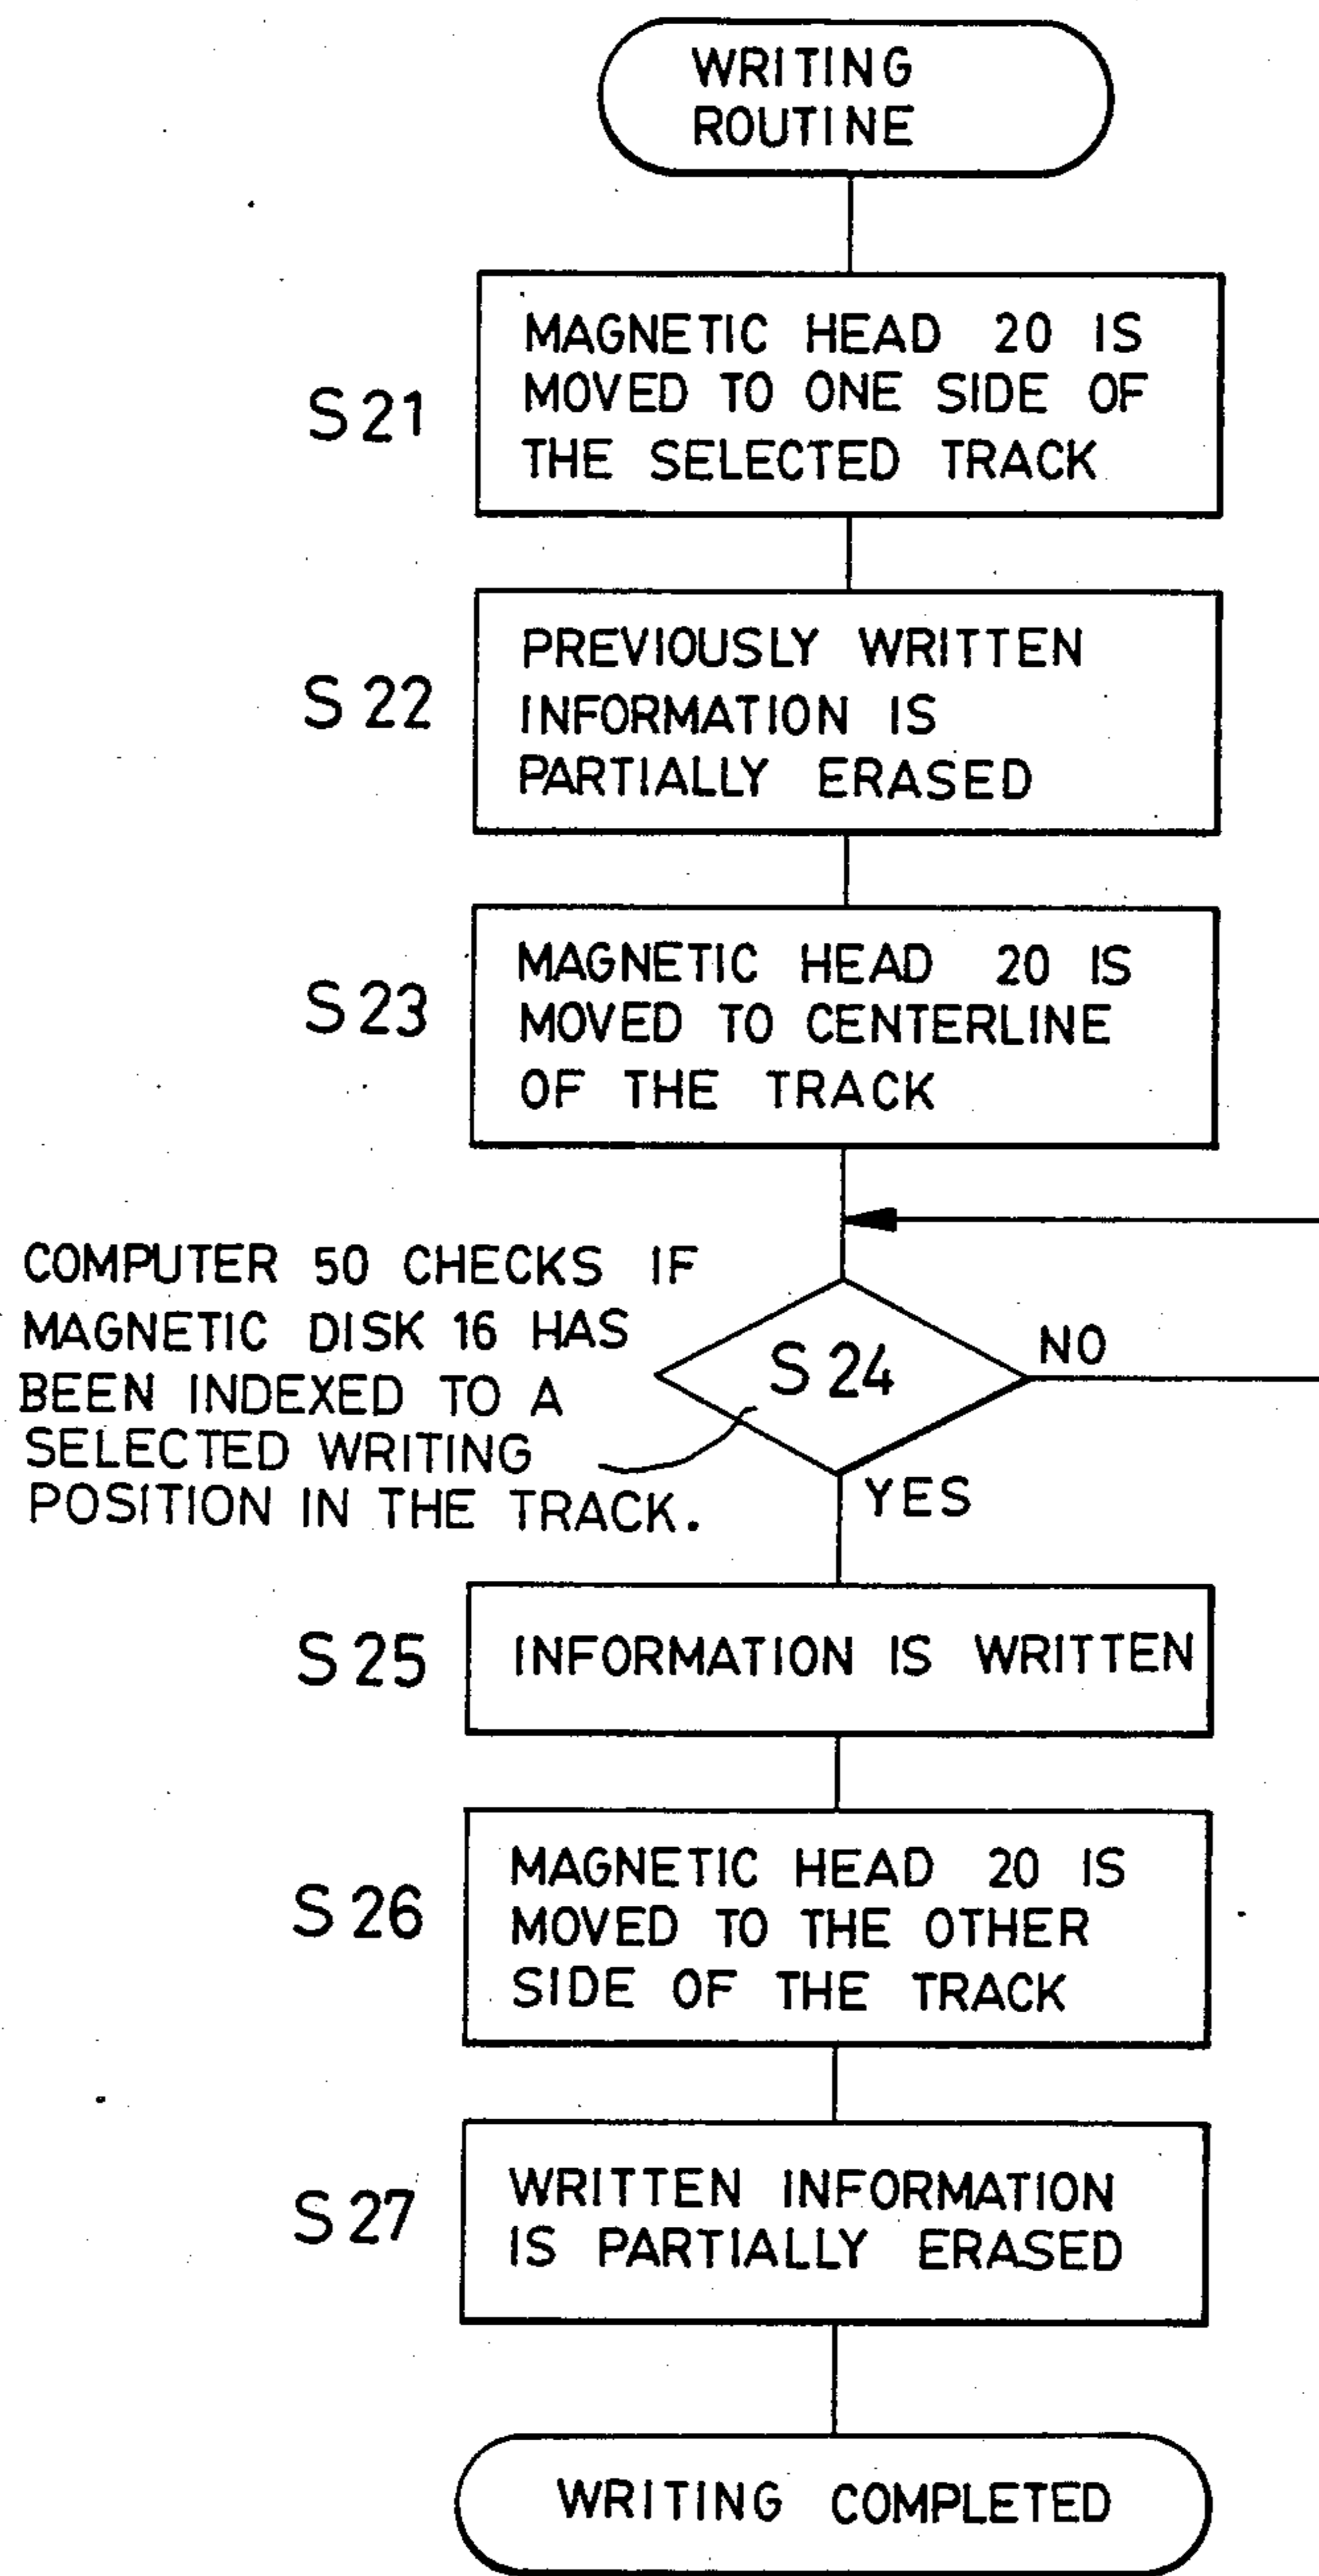 WRITING
ROUTINE
S21
MAGNETIC HEAD 20 IS
MOVED TO ONE SIDE OF
THE SELECTED TRACK
S22
PREVIOUSLY WRITTEN
INFORMATION IS
PARTIALLY ERASED
S23
MAGNETIC HEAD 20 IS
MOVED TO CENTERLINE
OF THE TRACK
COMPUTER 50 CHECKS IF
MAGNETIC DISK 16 HAS
BEEN INDEXED TO A
SELECTED WRITING
POSITION IN THE TRACK.
S24
NO
YES
S25
INFORMATION IS WRITTEN
S26
MAGNETIC HEAD 20 IS
MOVED TO THE OTHER
SIDE OF THE TRACK
S27
WRITTEN INFORMATION
IS PARTIALLY ERASED
WRITING COMPLETED